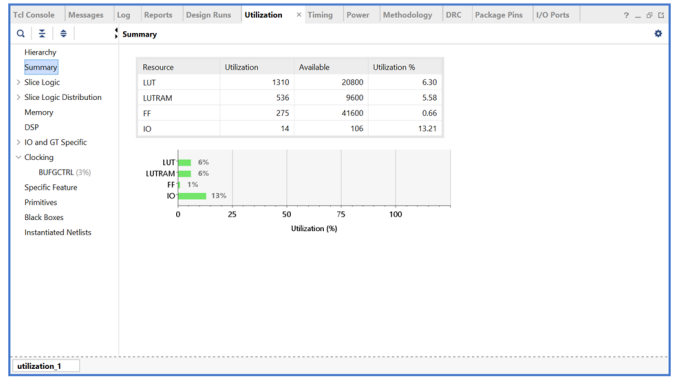 Tcl Console Messages Log Reports Design Runs Utilization × Timing Power Methodology DRC Package Pins I/O Ports ?
Summary
Hierarchy
Summary
Slice Logic
Slice Logic Distribution
Memory
DSP
IO and GT Specific
Clocking
BUFGCTRL (3%)
Specific Feature
Primitives
Black Boxes
Instantiated Netlists
Resource Utilization Available Utilization %
LUT 1310 20800 6.30
LUTRAM 536 9600 5.58
FF 275 41600 0.66
IO 14 106 13.21
LUT 6%
LUTRAM 6%
FF 1%
IO 13%
0 25 50 75 100
Utilization (%)
utilization_1